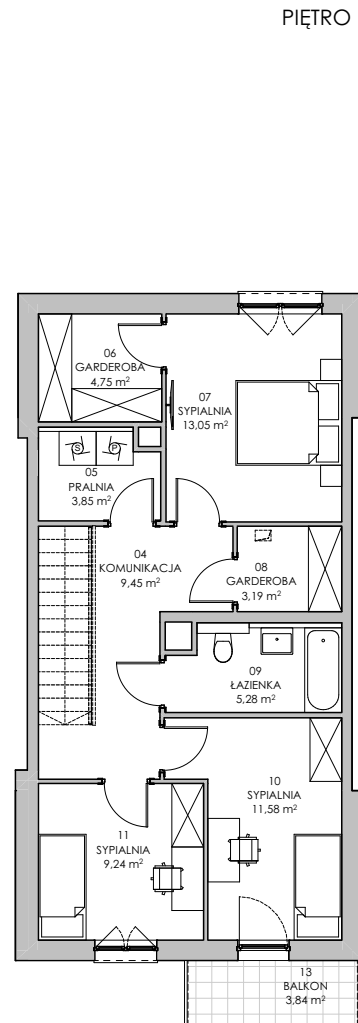 PIĘTRO
06
GARDEROBA
4,75 m²
07
SYPIALNIA
13,05 m²
S P
05
PRALNIA
3,85 m²
04
KOMUNIKACJA
9,45 m²
08
GARDEROBA
3,19 m²
09
ŁAZIENKA
5,28 m²
10
SYPIALNIA
11,58 m²
11
SYPIALNIA
9,24 m²
13
BALKON
3,84 m²